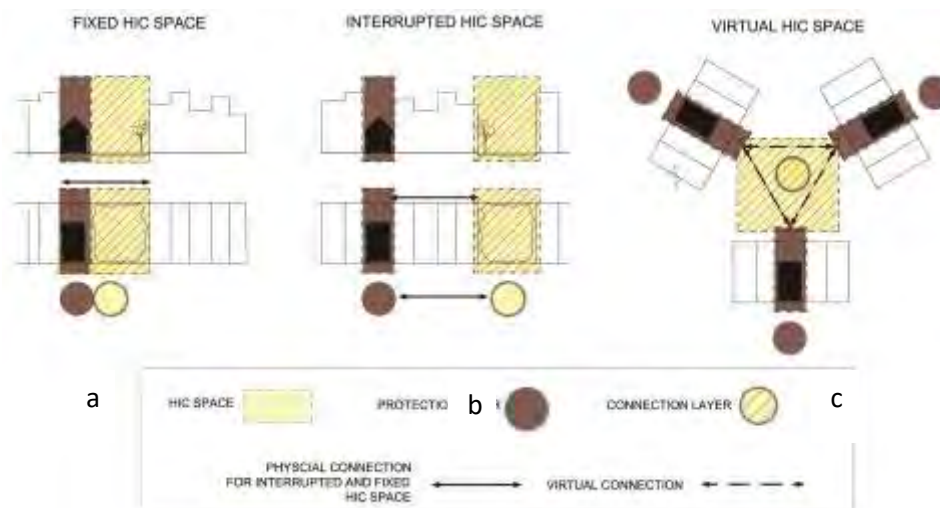 FIXED HIC SPACE
INTERRUPTED HIC SPACE
VIRTUAL HIC SPACE
a
b
c
HIC SPACE
PROTECTIO R
CONNECTION LAYER
PHYSCIAL CONNECTION
FOR INTERRUPTED AND FIXED
HIC SPACE
VIRTUAL CONNECTION